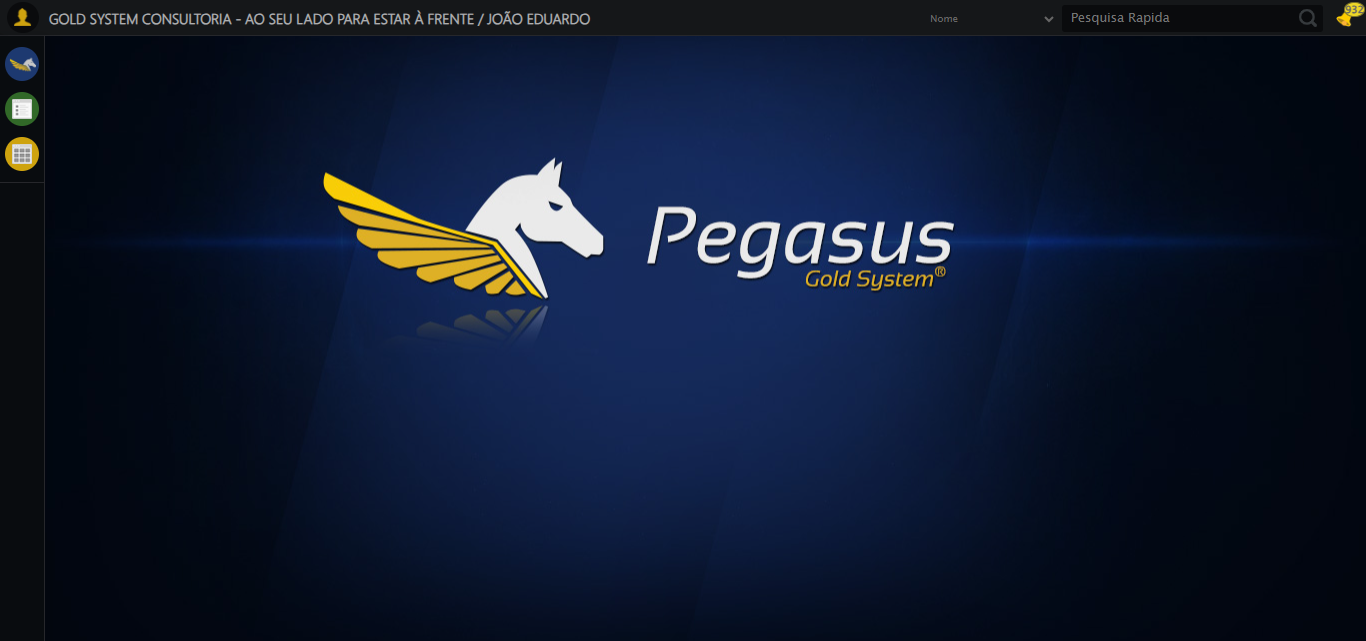 GOLD SYSTEM CONSULTORIA - AO SEU LADO PARA ESTAR À FRENTE / JOÃO EDUARDO
Nome
Pesquisa Rapida
932
Pegasus
Gold System®